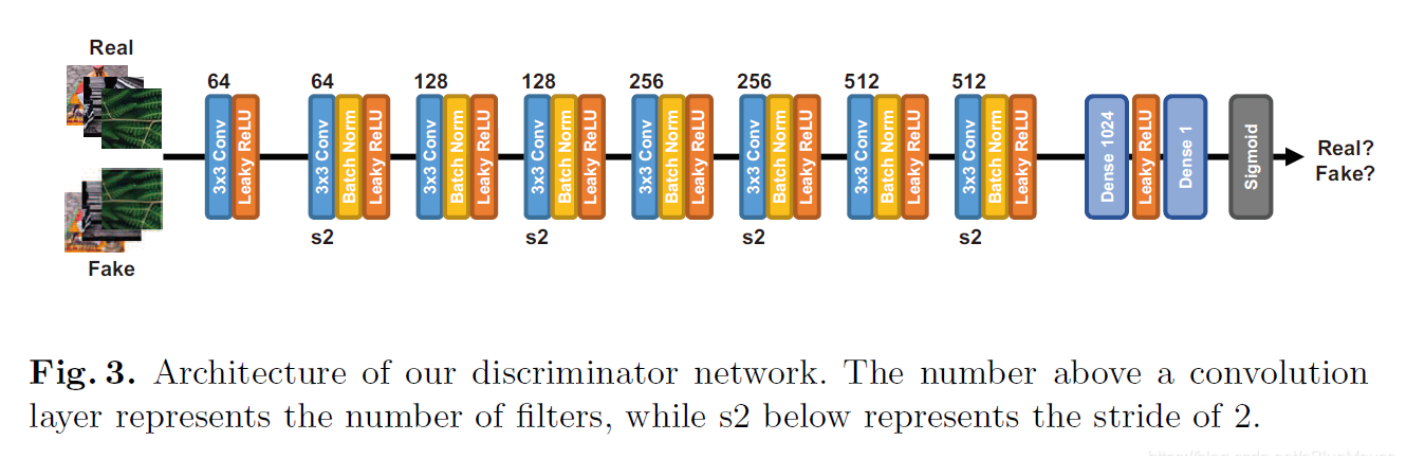 Real
64 64 128 128 256 256 512 512
3x3 Conv
Leaky ReLU
3x3 Conv
Batch Norm
Leaky ReLU
3x3 Conv
Batch Norm
Leaky ReLU
3x3 Conv
Batch Norm
Leaky ReLU
3x3 Conv
Batch Norm
Leaky ReLU
3x3 Conv
Batch Norm
Leaky ReLU
3x3 Conv
Batch Norm
Leaky ReLU
3x3 Conv
Batch Norm
Leaky ReLU
Dense 1024
Leaky ReLU
Dense 1
Sigmoid
Real?
Fake?
s2 s2 s2 s2
Fake
Fig. 3. Architecture of our discriminator network. The number above a convolution
layer represents the number of filters, while s2 below represents the stride of 2.